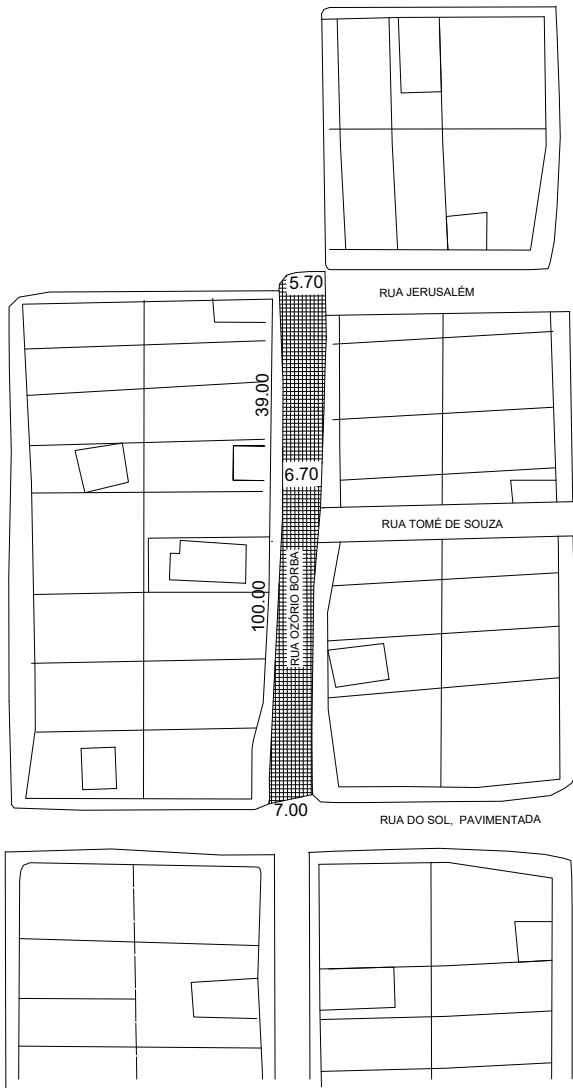 5.70
RUA JERUSALÉM
39.00
6.70
RUA TOMÉ DE SOUZA
RUA OZÓRIO BORBA
100.00
7.00
RUA DO SOL, PAVIMENTADA